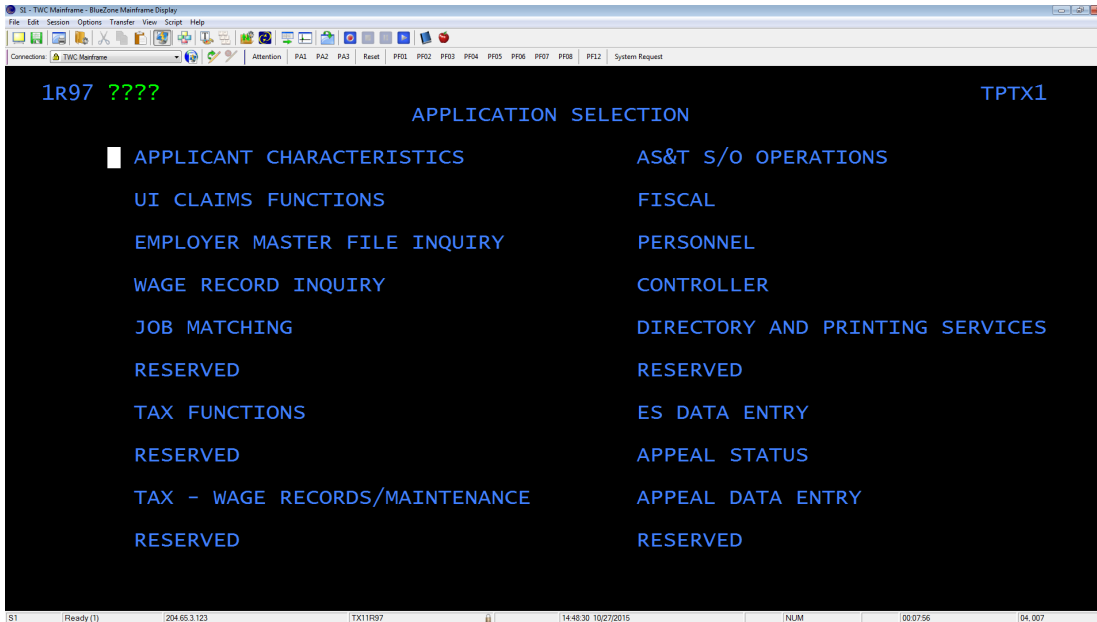 S1 - TWC Mainframe - BlueZone Mainframe Display
File Edit Session Options Transfer View Script Help
Connections: TWC Mainframe Attention PA1 PA2 PA3 Reset PF01 PF02 PF03 PF04 PF05 PF06 PF07 PF08 PF12 System Request
1R97 ???? TPTX1
APPLICATION SELECTION
APPLICANT CHARACTERISTICS AS&T S/O OPERATIONS
UI CLAIMS FUNCTIONS FISCAL
EMPLOYER MASTER FILE INQUIRY PERSONNEL
WAGE RECORD INQUIRY CONTROLLER
JOB MATCHING DIRECTORY AND PRINTING SERVICES
RESERVED RESERVED
TAX FUNCTIONS ES DATA ENTRY
RESERVED APPEAL STATUS
TAX - WAGE RECORDS/MAINTENANCE APPEAL DATA ENTRY
RESERVED RESERVED
S1 Ready (1) 204.65.3.123 TX11R97 14:48:30 10/27/2015 NUM 00:07:56 04, 007